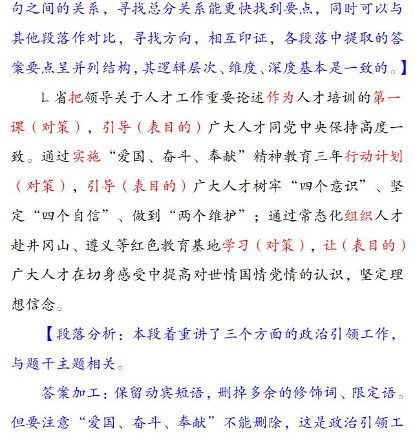 句之间的关系，寻找总分关系能更快找到要点，同时可以与
其他段落作对比，寻找方向，相互印证，各段落中提取的答
案要点呈并列结构，其逻辑层次、维度、深度基本是一致的。】
L 省把领导关于人才工作重要论述作为人才培训的第一
课（对策），引导（表目的）广大人才同党中央保持高度一
致。通过实施“爱国、奋斗、奉献”精神教育三年行动计划
（对策），引导（表目的）广大人才树牢“四个意识”、坚
定“四个自信”、做到“两个维护”；通过常态化组织人才
赴井冈山、遵义等红色教育基地学习（对策），让（表目的）
广大人才在切身感受中提高对世情国情党情的认识，坚定理
想信念。
【段落分析：本段着重讲了三个方面的政治引领工作，
与题干主题相关。
答案加工：保留动宾短语，删掉多余的修饰词、限定语。
但要注意“爱国、奋斗、奉献”不能删除，这是政治引领工